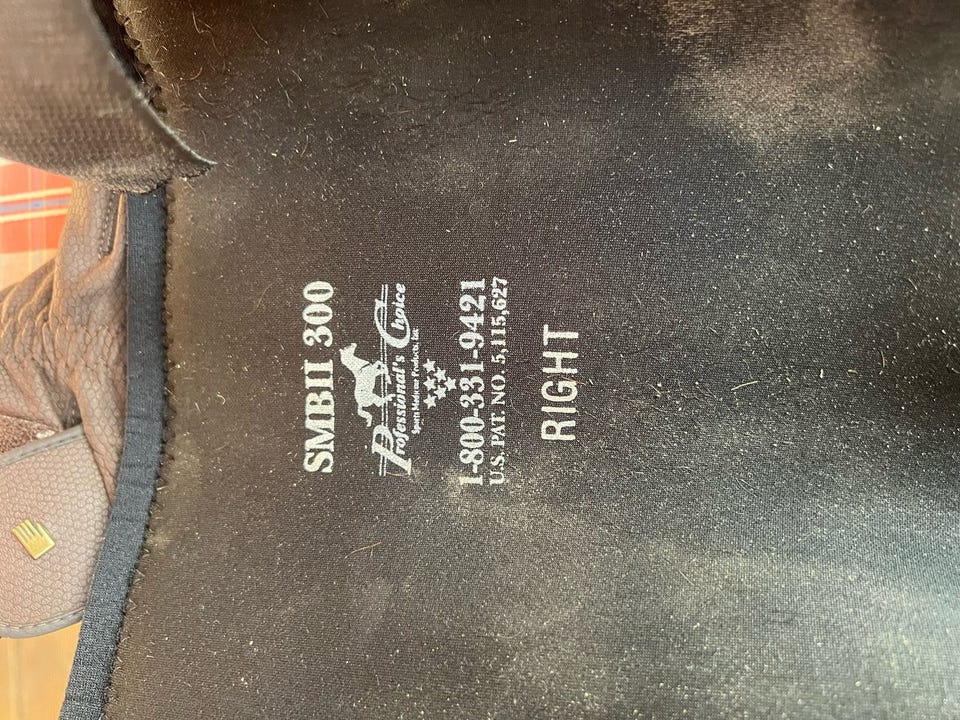 SMBII 300
Professional's Choice
Sports Medicine Products, Inc.
1-800-331-9421
U.S. PAT. NO. 5,115,627
RIGHT